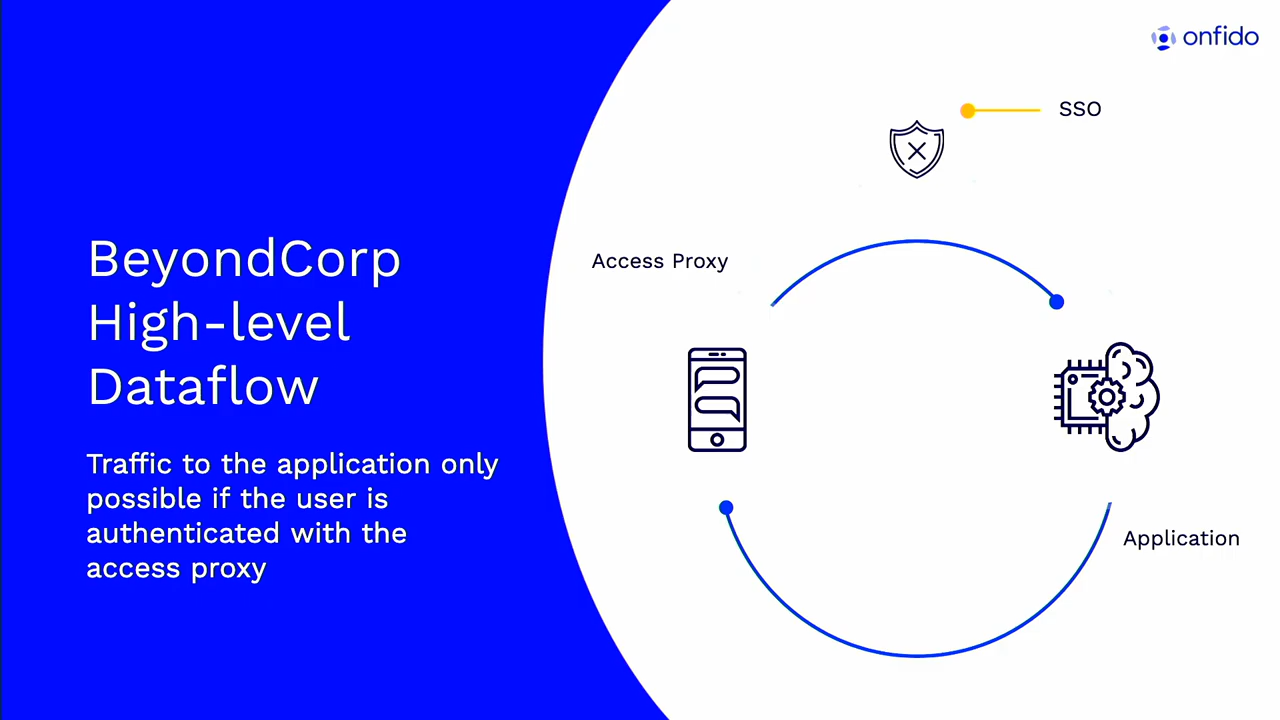 BeyondCorp
High-level
Dataflow
Traffic to the application only
possible if the user is
authenticated with the
access proxy
onfido
SSO
Access Proxy
Application